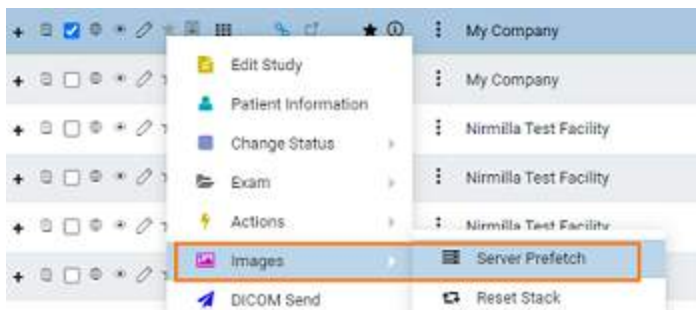 My Company
Edit Study
My Company
Patient Information
Nirmilla Test Facility
Change Status
Nirmilla Test Facility
Exam
Actions
Nirmilla Test Facility
Images
Server Prefetch
DICOM Send
Reset Stack